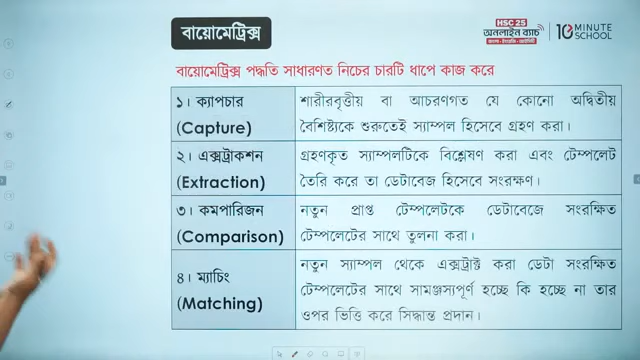 বায়োমেট্রিক্স
HSC 25
অনলাইন ব্যাচ
বাংলা · ইংরেজি · আইসিটি
10 MINUTE
SCHOOL
বায়োমেট্রিক্স পদ্ধতি সাধারণত নিচের চারটি ধাপে কাজ করে
১। ক্যাপচার
(Capture)
শারীরবৃত্তীয় বা আচরণগত যে কোনো অদ্বিতীয়
বৈশিষ্ট্যকে শুরুতেই স্যাম্পল হিসেবে গ্রহণ করা।
২। এক্সট্রাকশন
(Extraction)
গ্রহণকৃত স্যাম্পলটিকে বিশ্লেষণ করা এবং টেম্পলেট
তৈরি করে তা ডেটাবেজ হিসেবে সংরক্ষণ।
৩। কমপারিজন
(Comparison)
নতুন প্রাপ্ত টেম্পলেটকে ডেটাবেজে সংরক্ষিত
টেম্পলেটের সাথে তুলনা করা।
৪। ম্যাচিং
(Matching)
নতুন স্যাম্পল থেকে এক্সট্রাক্ট করা ডেটা সংরক্ষিত
টেম্পলেটের সাথে সামঞ্জস্যপূর্ণ হচ্ছে কি হচ্ছে না তার
ওপর ভিত্তি করে সিদ্ধান্ত প্রদান।